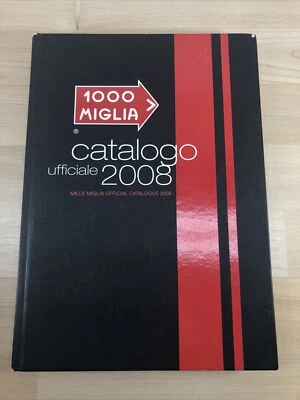 1000
MIGLIA
®
catalogo
ufficiale 2008
MILLE MIGLIA OFFICIAL CATALOGUE 2008